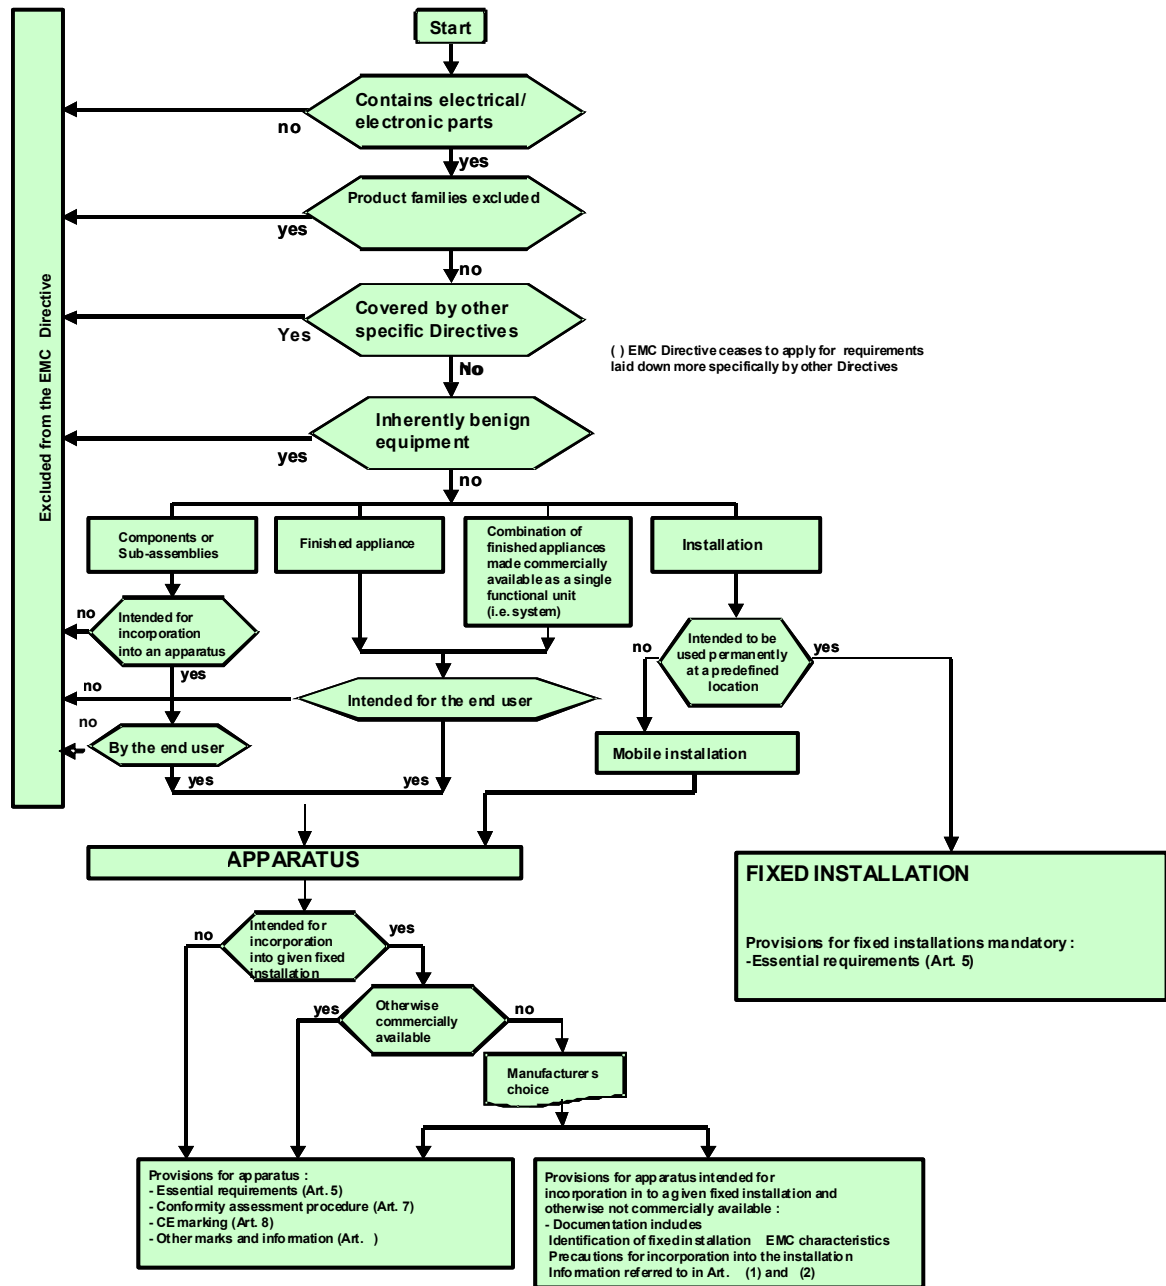 Start
Contains electrical/
electronic parts
no
yes
Product families excluded
yes
no
Covered by other
specific Directives
Yes
No
( ) EMC Directive ceases to apply for requirements
laid down more specifically by other Directives
Inherently benign
equipment
yes
no
Excluded from the EMC Directive
Components or
Sub-assemblies
Finished appliance
Combination of
finished appliances
made commercially
available as a single
functional unit
(i.e. system)
Installation
no
Intended for
incorporation
into an apparatus
yes
no
Intended to be
used permanently
at a predefined
location
yes
no
Intended for the end user
no
By the end user
yes
yes
Mobile installation
APPARATUS
FIXED INSTALLATION
Provisions for fixed installations mandatory :
-Essential requirements (Art. 5)
no
Intended for
incorporation
into given fixed
installation
yes
yes
Otherwise
commercially
available
no
Manufacturers
choice
Provisions for apparatus :
- Essential requirements (Art. 5)
- Conformity assessment procedure (Art. 7)
- CE marking (Art. 8)
- Other marks and information (Art. )
Provisions for apparatus intended for
incorporation in to a given fixed installation and
otherwise not commercially available :
- Documentation includes
Identification of fixed installation EMC characteristics
Precautions for incorporation into the installation
Information referred to in Art. (1) and (2)